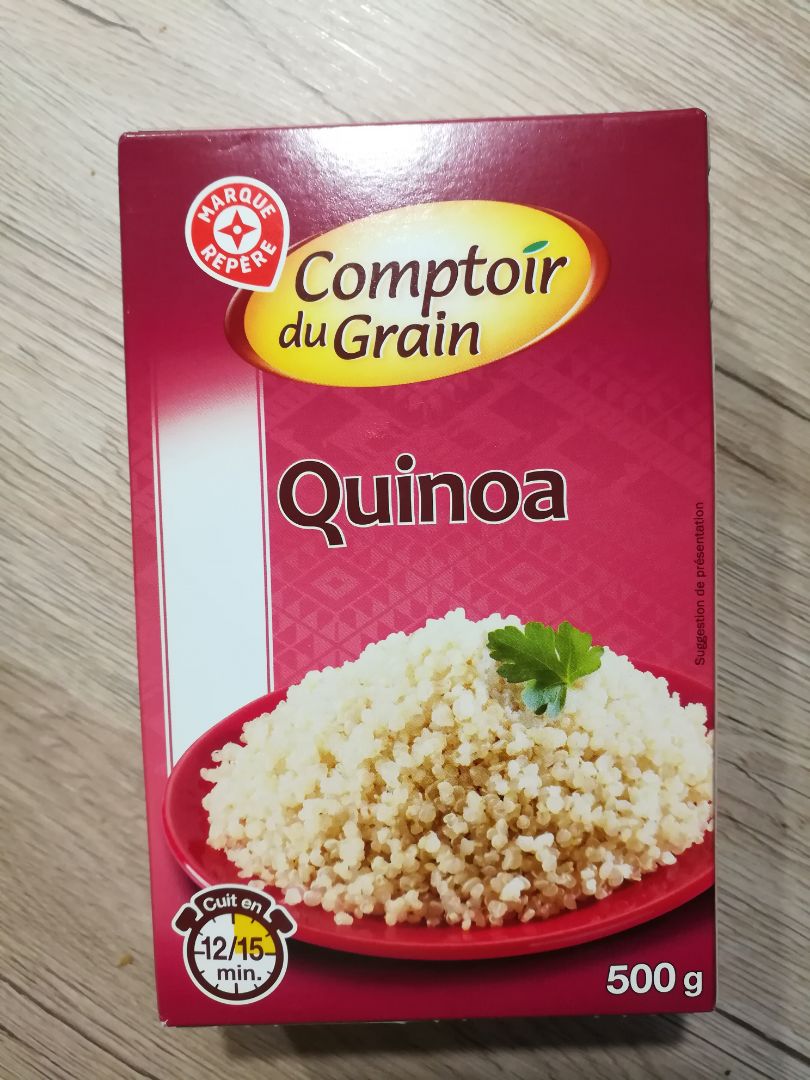 MARQUE
REPÈRE
Comptoir
du Grain
Quinoa
Suggestion de présentation
Cuit en
12/15
min.
500 g